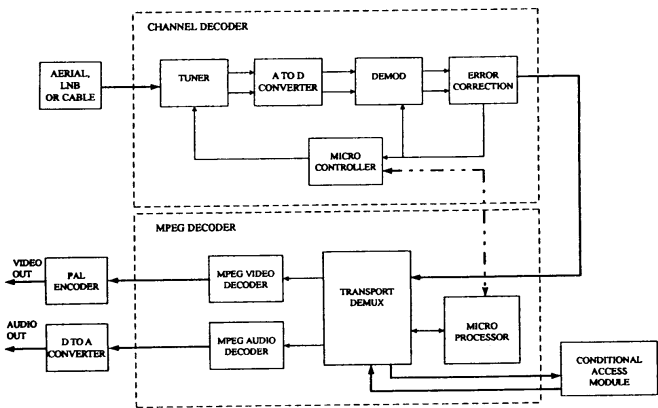 CHANNEL DECODER
AERIAL,
LNB
OR CABLE
TUNER
A TO D
CONVERTER
DEMOD
ERROR
CORRECTION
MICRO
CONTROLLER
MPEG DECODER
VIDEO
OUT
PAL
ENCODER
MPEG VIDEO
DECODER
TRANSPORT
DEMUX
MICRO
PROCESSOR
AUDIO
OUT
D TO A
CONVERTER
MPEG AUDIO
DECODER
CONDITIONAL
ACCESS
MODULE